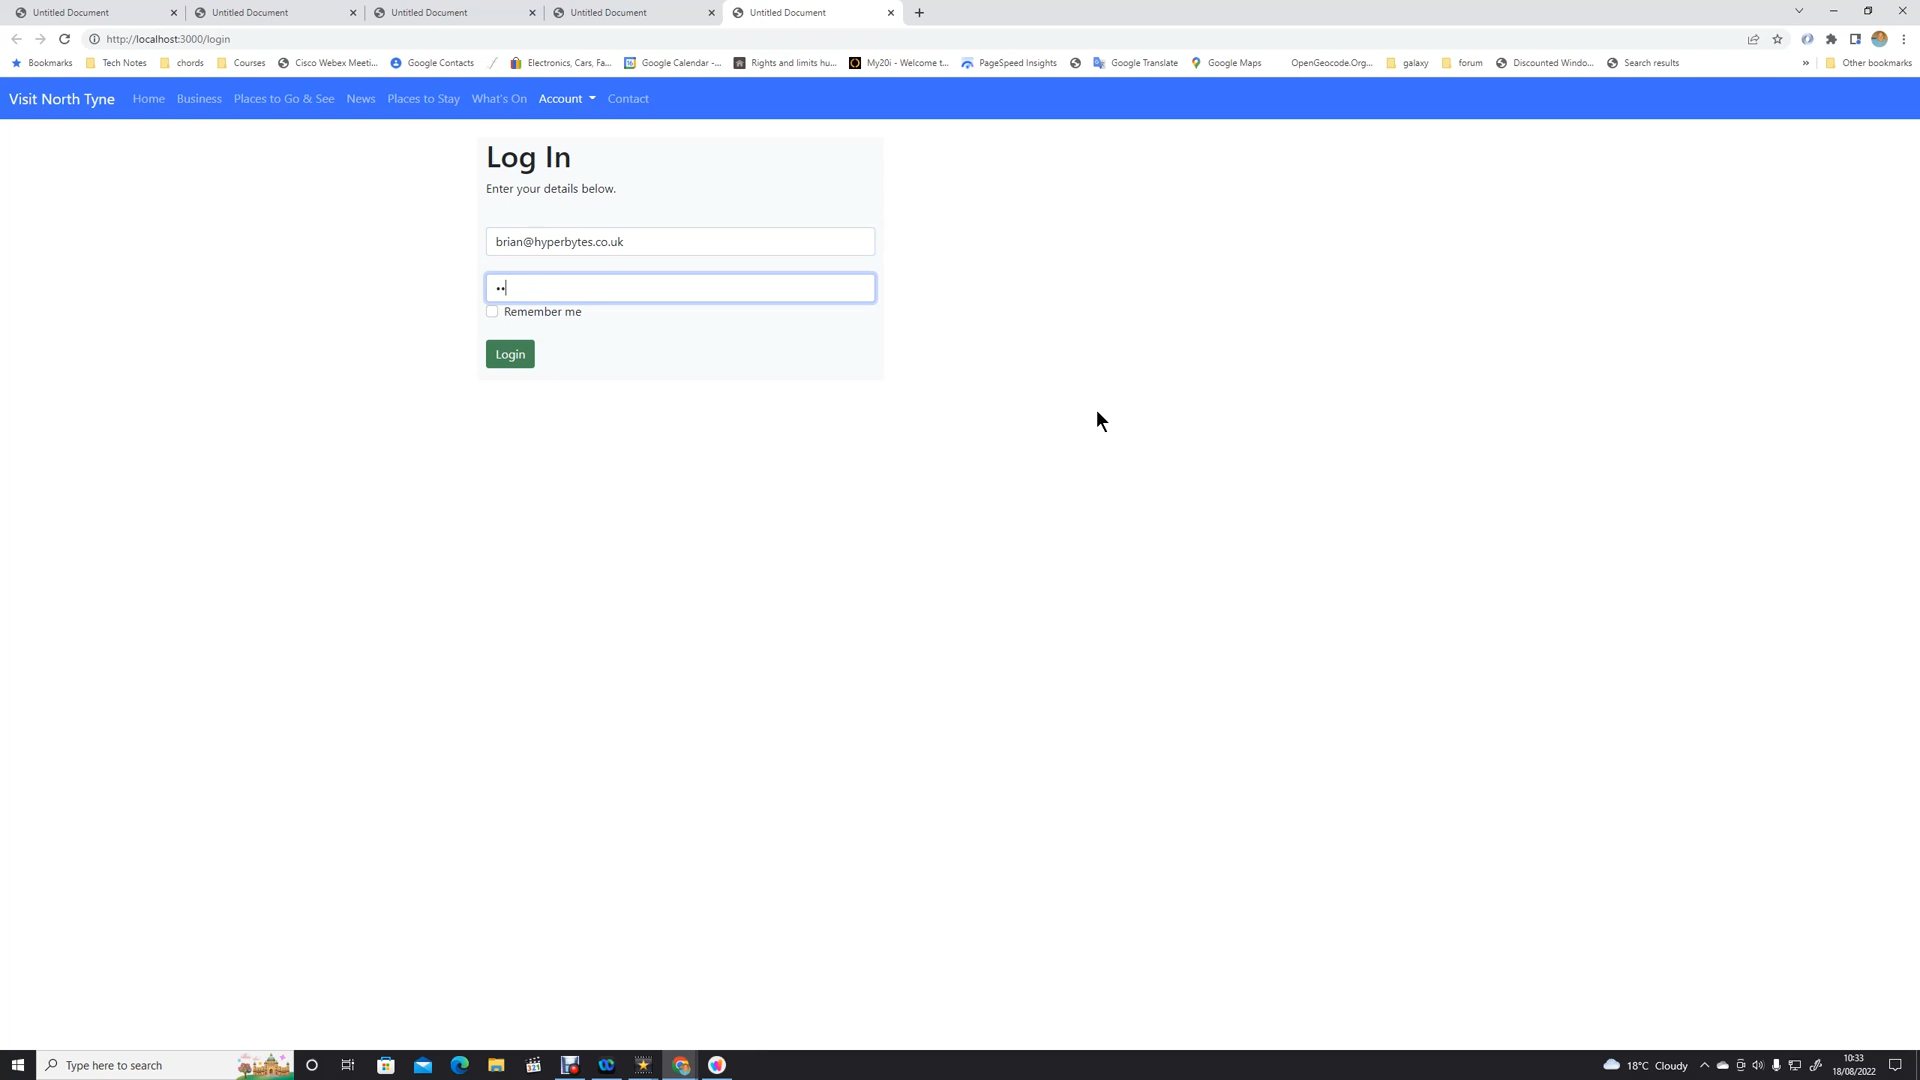 Untitled Document
Untitled Document
Untitled Document
Untitled Document
Untitled Document
http://localhost:3000/login
Bookmarks Tech Notes chords Courses Cisco Webex Meeti... Google Contacts Electronics, Cars, Fa... Google Calendar -... Rights and limits hu... My20i - Welcome t... PageSpeed Insights Google Translate Google Maps OpenGeocode.Org... galaxy forum Discounted Windo... Search results » Other bookmarks
Visit North Tyne Home Business Places to Go & See News Places to Stay What's On Account Contact
Log In
Enter your details below.
brian@hyperbytes.co.uk
Remember me
Login
Type here to search
18°C Cloudy
10:33
18/08/2022